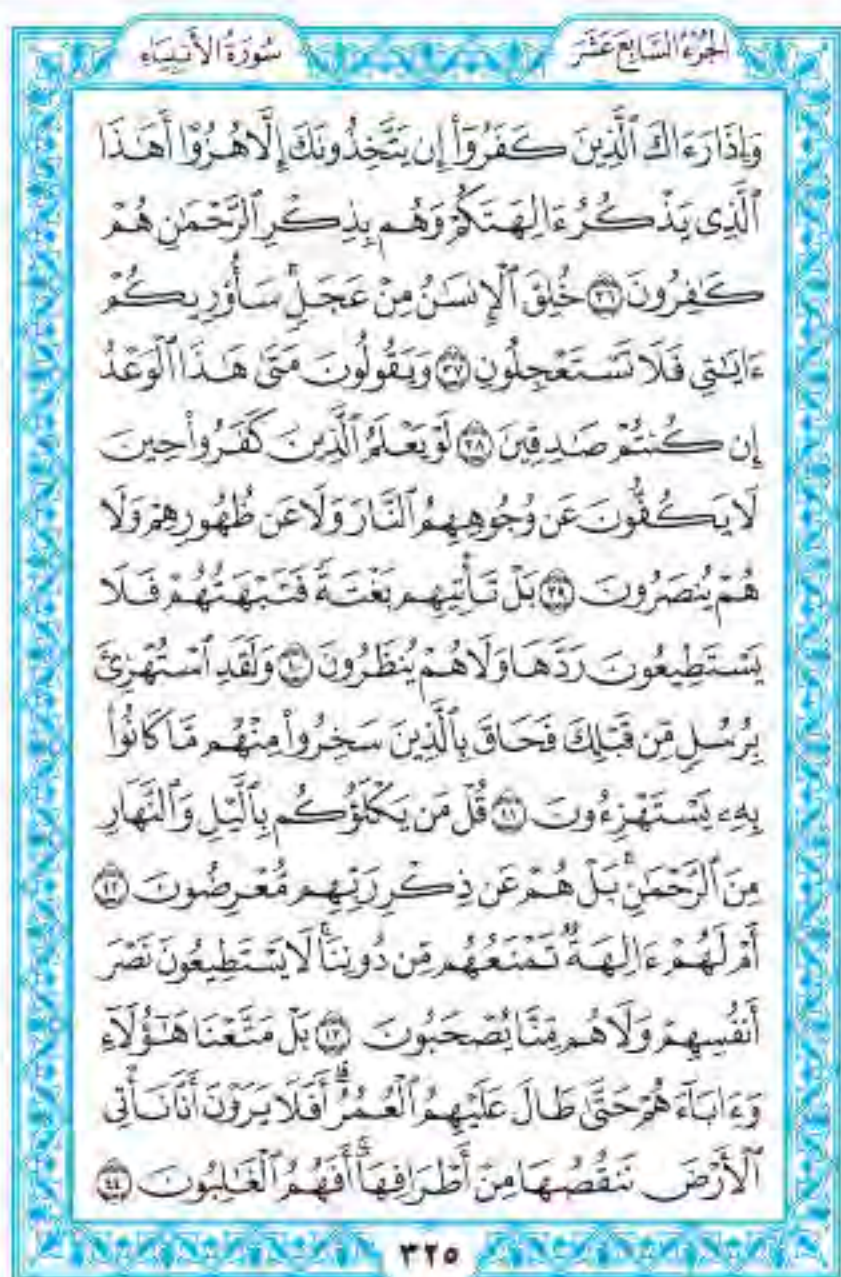 الجزء السابع عشر
سورة الأنبياء
وَإِذَا رَءَاكَ ٱلَّذِينَ كَفَرُوٓا۟ إِن يَتَّخِذُونَكَ إِلَّا هُزُوًا أَهَٰذَا
ٱلَّذِى يَذْكُرُ ءَالِهَتَكُمْ وَهُم بِذِكْرِ ٱلرَّحْمَٰنِ هُمْ
كَٰفِرُونَ ٣٦ خُلِقَ ٱلْإِنسَٰنُ مِنْ عَجَلٍ ۚ سَأُو۟رِيكُمْ
ءَايَٰتِى فَلَا تَسْتَعْجِلُونِ ٣٧ وَيَقُولُونَ مَتَىٰ هَٰذَا ٱلْوَعْدُ
إِن كُنتُمْ صَٰدِقِينَ ٣٨ لَوْ يَعْلَمُ ٱلَّذِينَ كَفَرُوا۟ حِينَ
لَا يَكُفُّونَ عَن وُجُوهِهِمُ ٱلنَّارَ وَلَا عَن ظُهُورِهِمْ وَلَا
هُمْ يُنصَرُونَ ٣٩ بَلْ تَأْتِيهِم بَغْتَةً فَتَبْهَتُهُمْ فَلَا
يَسْتَطِيعُونَ رَدَّهَا وَلَا هُمْ يُنظَرُونَ ٤٠ وَلَقَدِ ٱسْتُهْزِئَ
بِرُسُلٍ مِّن قَبْلِكَ فَحَاقَ بِٱلَّذِينَ سَخِرُوا۟ مِنْهُم مَّا كَانُوا۟
بِهِۦ يَسْتَهْزِءُونَ ٤١ قُلْ مَن يَكْلَؤُكُم بِٱلَّيْلِ وَٱلنَّهَارِ
مِنَ ٱلرَّحْمَٰنِ ۗ بَلْ هُمْ عَن ذِكْرِ رَبِّهِم مُّعْرِضُونَ ٤٢
أَمْ لَهُمْ ءَالِهَةٌ تَمْنَعُهُم مِّن دُونِنَا ۚ لَا يَسْتَطِيعُونَ نَصْرَ
أَنفُسِهِمْ وَلَا هُم مِّنَّا يُصْحَبُونَ ٤٣ بَلْ مَتَّعْنَا هَٰٓؤُلَآءِ
وَءَابَآءَهُمْ حَتَّىٰ طَالَ عَلَيْهِمُ ٱلْعُمُرُ ۗ أَفَلَا يَرَوْنَ أَنَّا نَأْتِى
ٱلْأَرْضَ نَنقُصُهَا مِنْ أَطْرَافِهَآ ۚ أَفَهُمُ ٱلْغَٰلِبُونَ ٤٤
٣٢٥